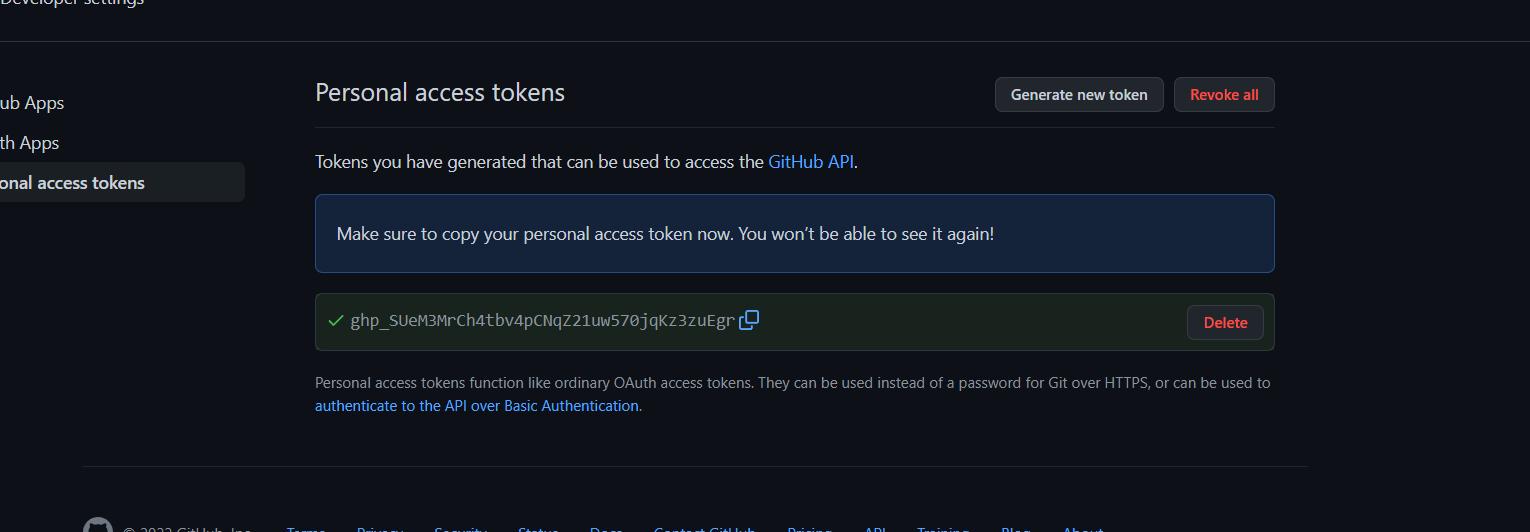 Developer settings
ub Apps
th Apps
onal access tokens
Personal access tokens
Generate new token
Revoke all
Tokens you have generated that can be used to access the GitHub API.
Make sure to copy your personal access token now. You won’t be able to see it again!
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
Delete
Personal access tokens function like ordinary OAuth access tokens. They can be used instead of a password for Git over HTTPS, or can be used to
authenticate to the API over Basic Authentication.
© 2022 GitHub, Inc. Terms Privacy Security Status Docs Contact GitHub Pricing API Training Blog About